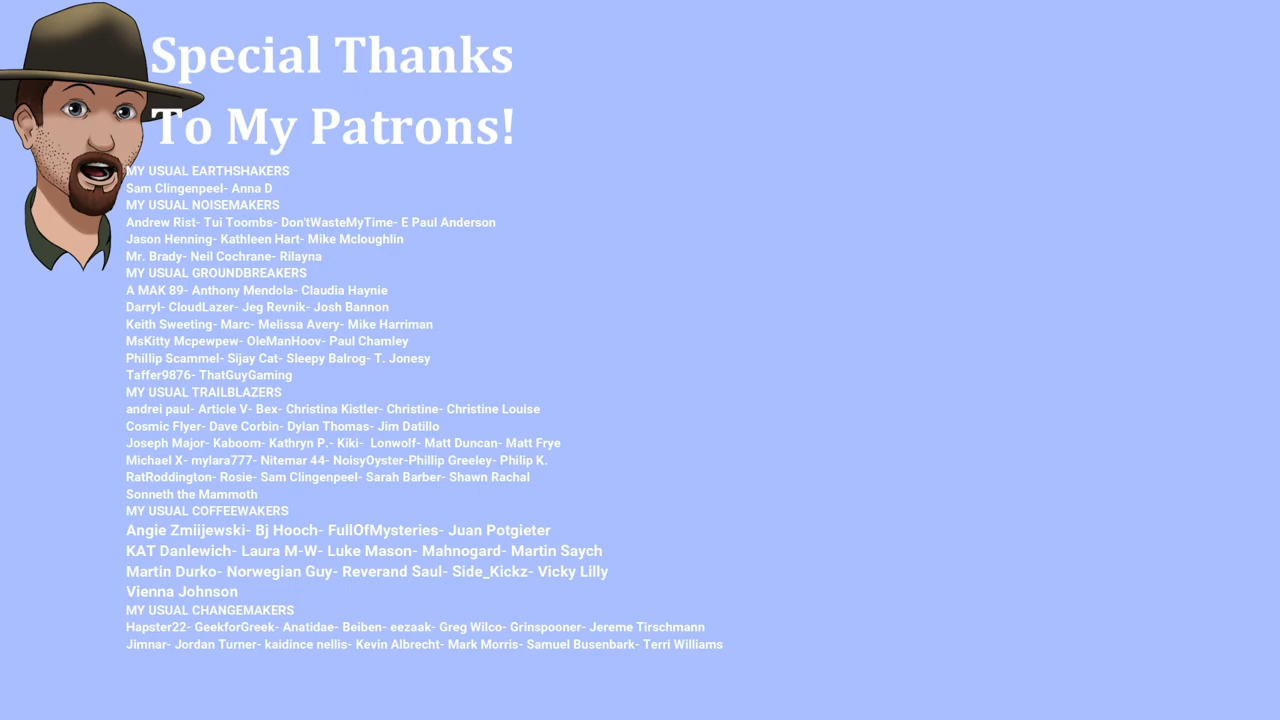 Special Thanks
To My Patrons!
MY USUAL EARTHSHAKERS
Sam Clingenpeel- Anna D
MY USUAL NOISEMAKERS
Andrew Rist- Tui Toombs- Don'tWasteMyTime- E Paul Anderson
Jason Henning- Kathleen Hart- Mike Mcloughlin
Mr. Brady- Neil Cochrane- Rilayna
MY USUAL GROUNDBREAKERS
A MAK 89- Anthony Mendola- Claudia Haynie
Darryl- CloudLazer- Jeg Revnik- Josh Bannon
Keith Sweeting- Marc- Melissa Avery- Mike Harriman
MsKitty Mcpewpew- OleManHoov- Paul Chamley
Phillip Scammel- Sijay Cat- Sleepy Balrog- T. Jonesy
Taffer9876- ThatGuyGaming
MY USUAL TRAILBLAZERS
andrei paul- Article V- Bex- Christina Kistler- Christine- Christine Louise
Cosmic Flyer- Dave Corbin- Dylan Thomas- Jim Datillo
Joseph Major- Kaboom- Kathryn P.- Kiki-  Lonwolf- Matt Duncan- Matt Frye
Michael X- mylara777- Nitemar 44- NoisyOyster-Phillip Greeley- Philip K.
RatRoddington- Rosie- Sam Clingenpeel- Sarah Barber- Shawn Rachal
Sonneth the Mammoth
MY USUAL COFFEEWAKERS
Angie Zmiijewski- Bj Hooch- FullOfMysteries- Juan Potgieter
KAT Danlewich- Laura M-W- Luke Mason- Mahnogard- Martin Saych
Martin Durko- Norwegian Guy- Reverand Saul- Side_Kickz- Vicky Lilly
Vienna Johnson
MY USUAL CHANGEMAKERS
Hapster22- GeekforGreek- Anatidae- Beiben- eezaak- Greg Wilco- Grinspooner- Jereme Tirschmann
Jimnar- Jordan Turner- kaidince nellis- Kevin Albrecht- Mark Morris- Samuel Busenbark- Terri Williams